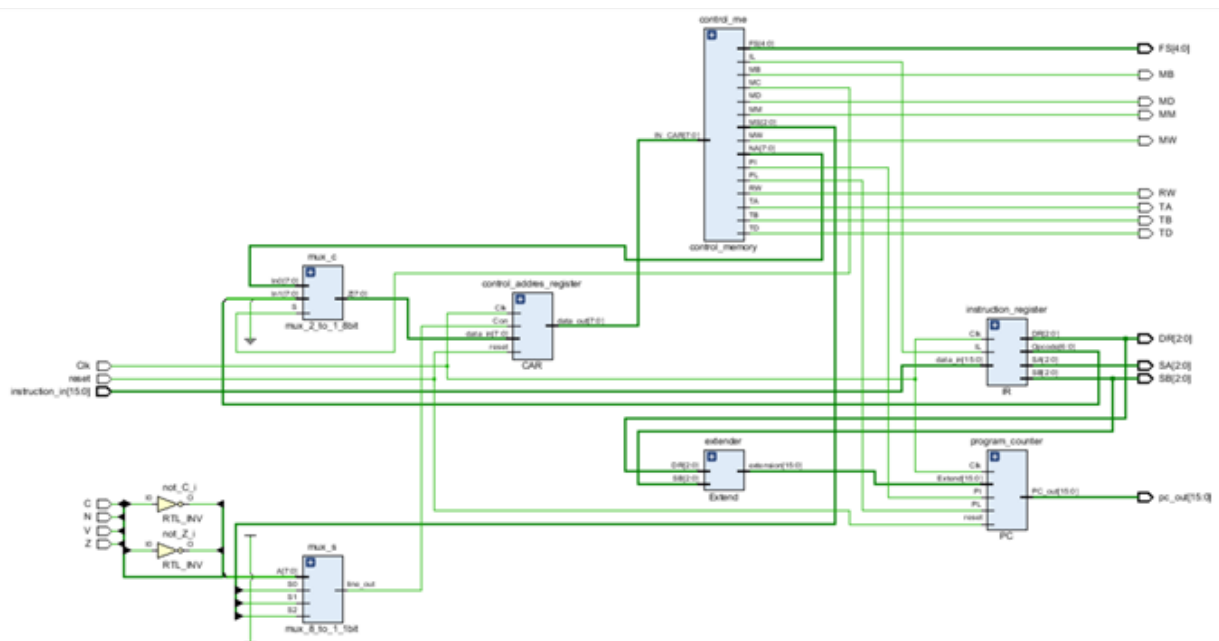 control_me
FS[4:0]
IL
MB
MC
MD
MM
MS[2:0]
MW
NA[7:0]
PI
PL
RW
TA
TB
TD
IN_CAR[7:0]
control_memory
FS[4:0]
MB
MD
MM
MW
RW
TA
TB
TD
mux_c
In0[7:0]
In1[7:0]
S
Z[7:0]
mux_2_to_1_8bit
control_addres_register
Clk
Con
data_in[7:0]
reset
data_out[7:0]
CAR
instruction_register
Clk
IL
data_in[15:0]
DR[2:0]
Opcode[6:0]
SA[2:0]
SB[2:0]
IR
DR[2:0]
SA[2:0]
SB[2:0]
Clk
reset
instruction_in[15:0]
extender
DR[2:0]
SB[2:0]
extension[15:0]
Extend
program_counter
Clk
Extend[15:0]
PI
PL
reset
PC_out[15:0]
PC
pc_out[15:0]
C
N
V
Z
not_C_i
I0
O
RTL_INV
not_Z_i
I0
O
RTL_INV
mux_s
A[7:0]
S0
S1
S2
line_out
mux_8_to_1_1bit